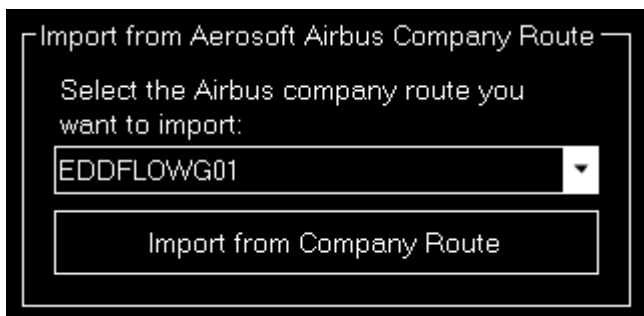 Import from Aerosoft Airbus Company Route
Select the Airbus company route you
want to import:
EDDFLOWG01
Import from Company Route